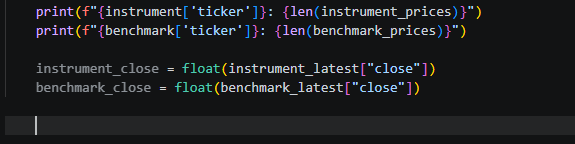 print(f"{instrument['ticker']}: {len(instrument_prices)}")
print(f"{benchmark['ticker']}: {len(benchmark_prices)}")
instrument_close = float(instrument_latest["close"])
benchmark_close = float(benchmark_latest["close"])